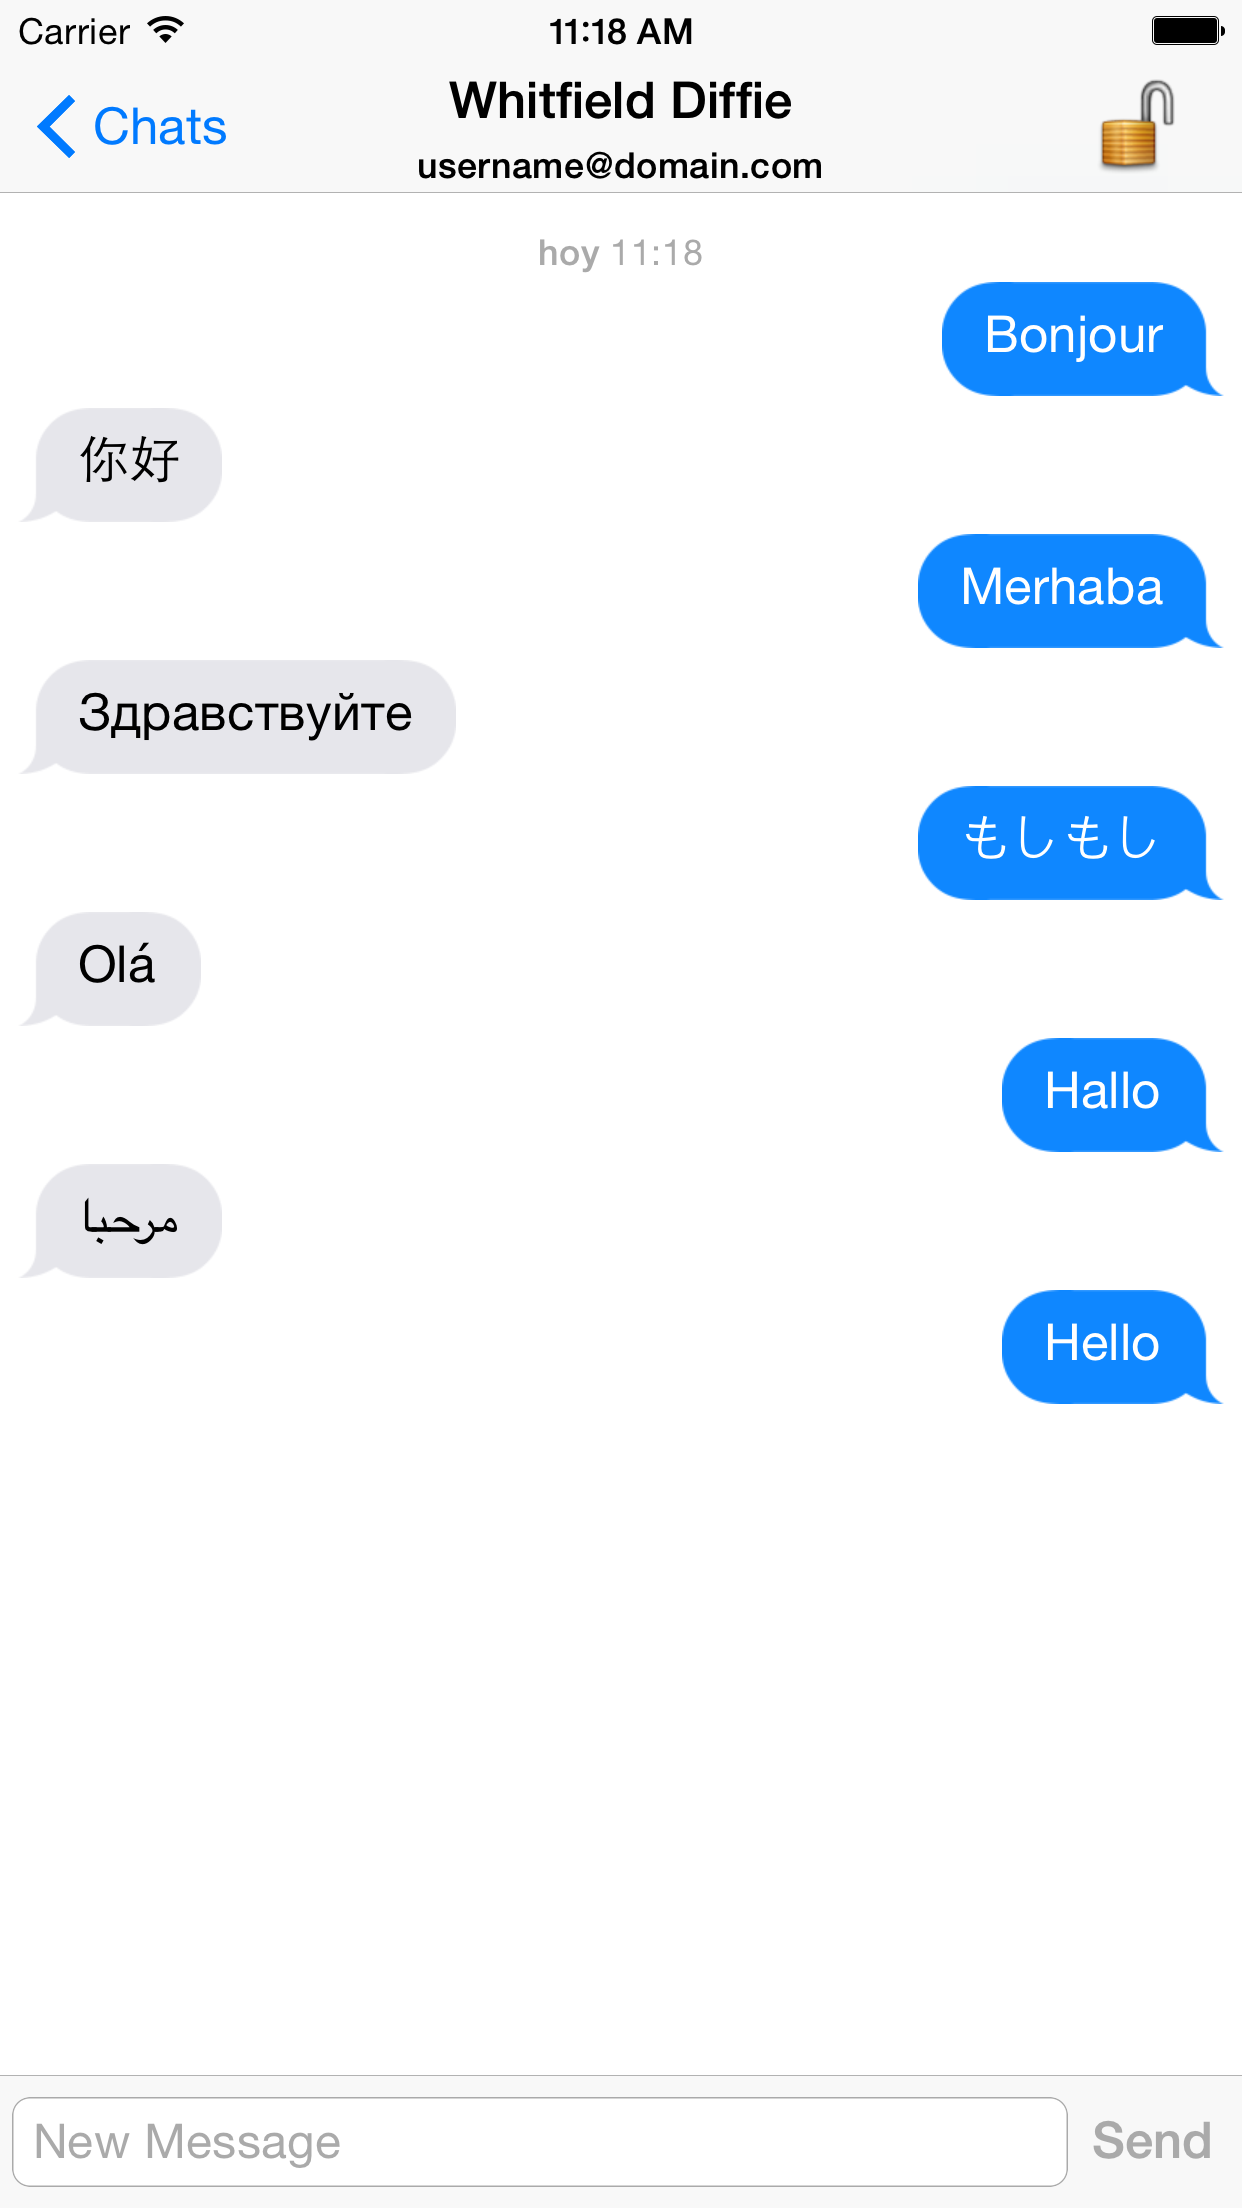 Carrier 11:18 AM
Chats
Whitfield Diffie
username@domain.com
hoy 11:18
Bonjour
你好
Merhaba
Здравствуйте
もしもし
Olá
Hallo
مرحبا
Hello
New Message
Send